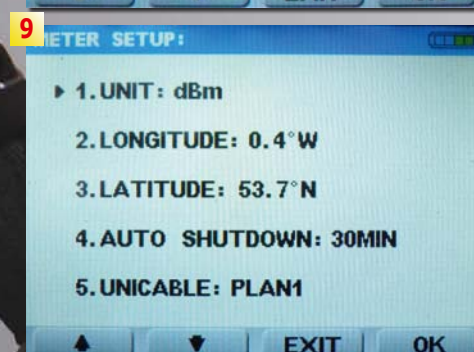 9
METER SETUP:
1.UNIT: dBm
2.LONGITUDE: 0.4°W
3.LATITUDE: 53.7°N
4.AUTO SHUTDOWN: 30MIN
5.UNICABLE: PLAN1
EXIT OK